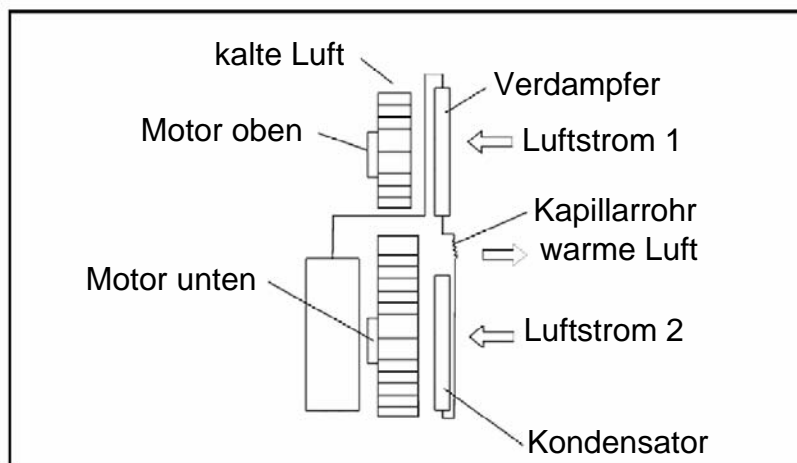 kalte Luft
Verdampfer
Motor oben
Luftstrom 1
Kapillarrohr
warme Luft
Motor unten
Luftstrom 2
Kondensator